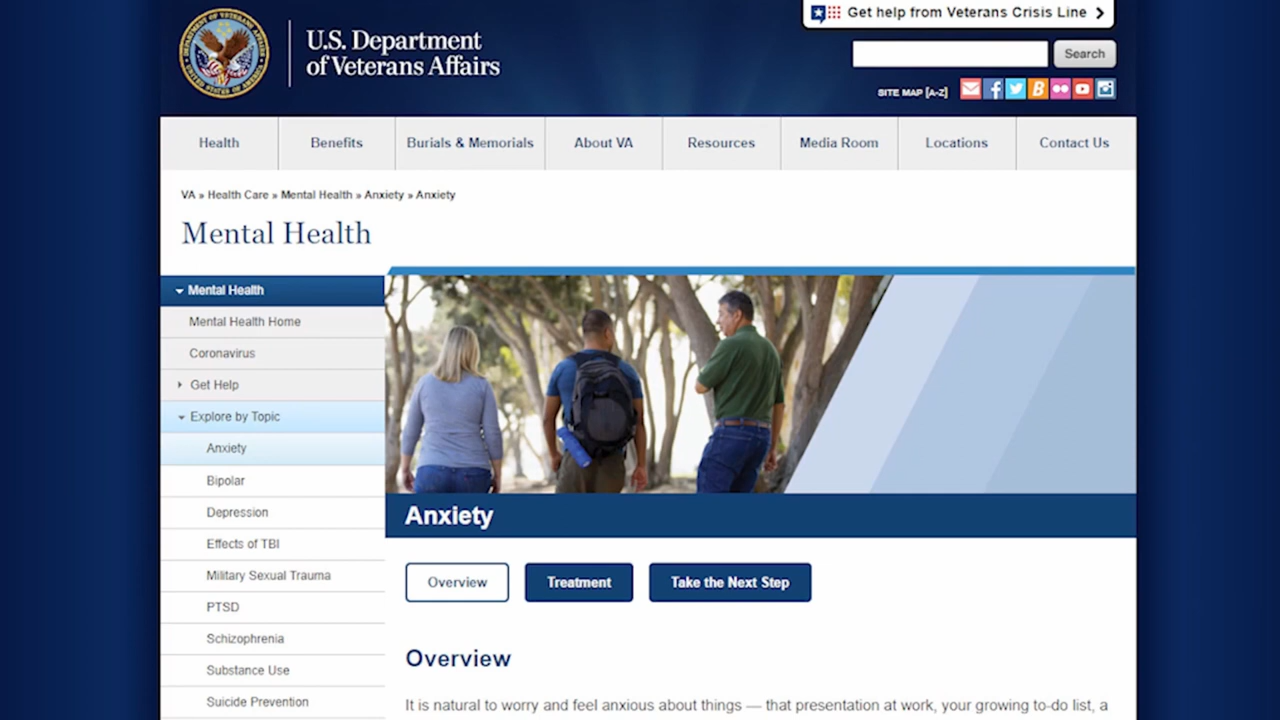 Get help from Veterans Crisis Line
U.S. Department
of Veterans Affairs
Search
SITE MAP [A-Z]
Health
Benefits
Burials & Memorials
About VA
Resources
Media Room
Locations
Contact Us
VA » Health Care » Mental Health » Anxiety » Anxiety
Mental Health
Mental Health
Mental Health Home
Coronavirus
Get Help
Explore by Topic
Anxiety
Bipolar
Depression
Effects of TBI
Military Sexual Trauma
PTSD
Schizophrenia
Substance Use
Suicide Prevention
Anxiety
Overview
Treatment
Take the Next Step
Overview
It is natural to worry and feel anxious about things — that presentation at work, your growing to-do list, a